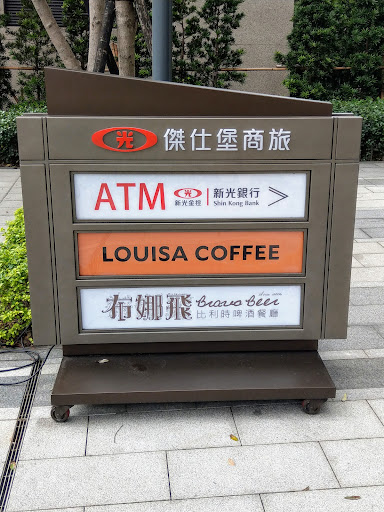 光 傑仕堡商旅
ATM 光 新光金控 新光銀行 Shin Kong Bank
LOUISA COFFEE
布娜飛 bravo beer
比利時啤酒餐廳